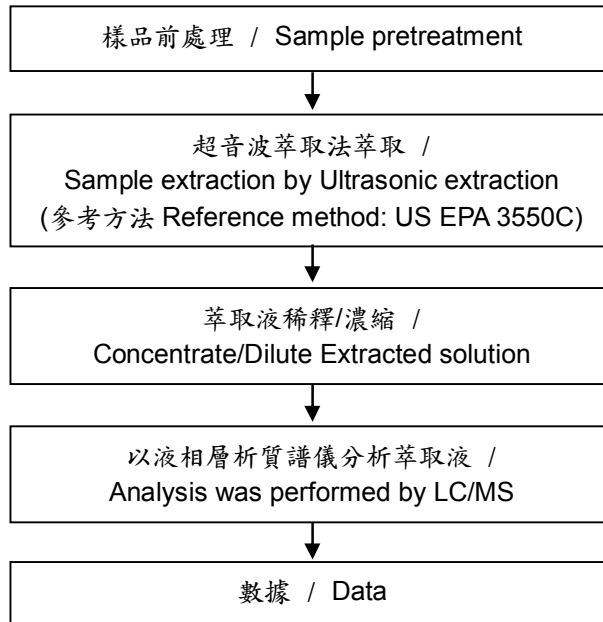 樣品前處理 / Sample pretreatment
超音波萃取法萃取 /
Sample extraction by Ultrasonic extraction
(參考方法 Reference method: US EPA 3550C)
萃取液稀釋/濃縮 /
Concentrate/Dilute Extracted solution
以液相層析質譜儀分析萃取液 /
Analysis was performed by LC/MS
數據 / Data